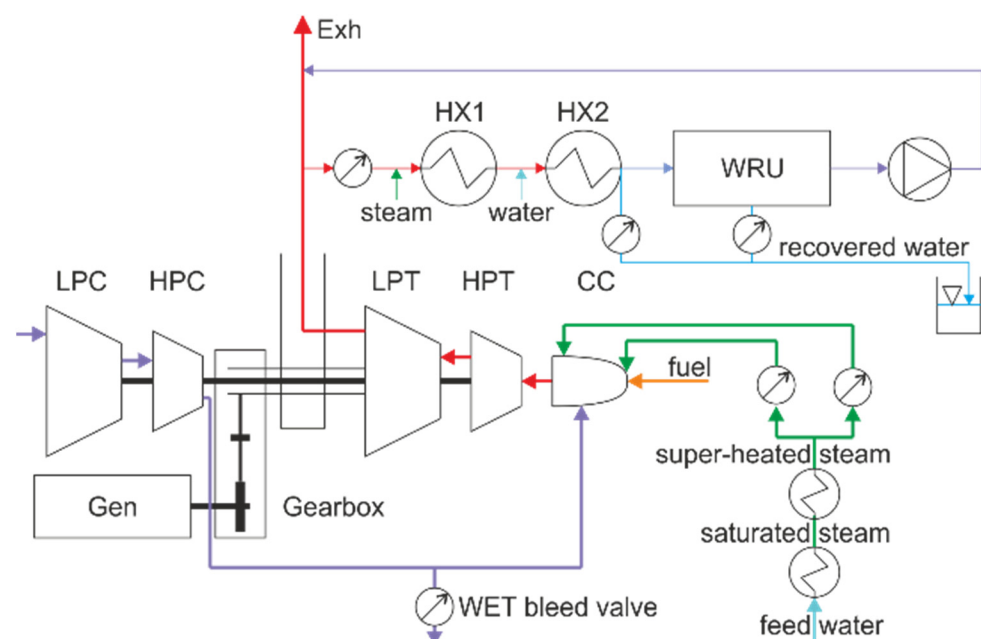 Exh
HX1
HX2
WRU
steam
water
recovered water
LPC
HPC
LPT
HPT
CC
fuel
super-heated steam
Gen
Gearbox
saturated steam
WET bleed valve
feed water